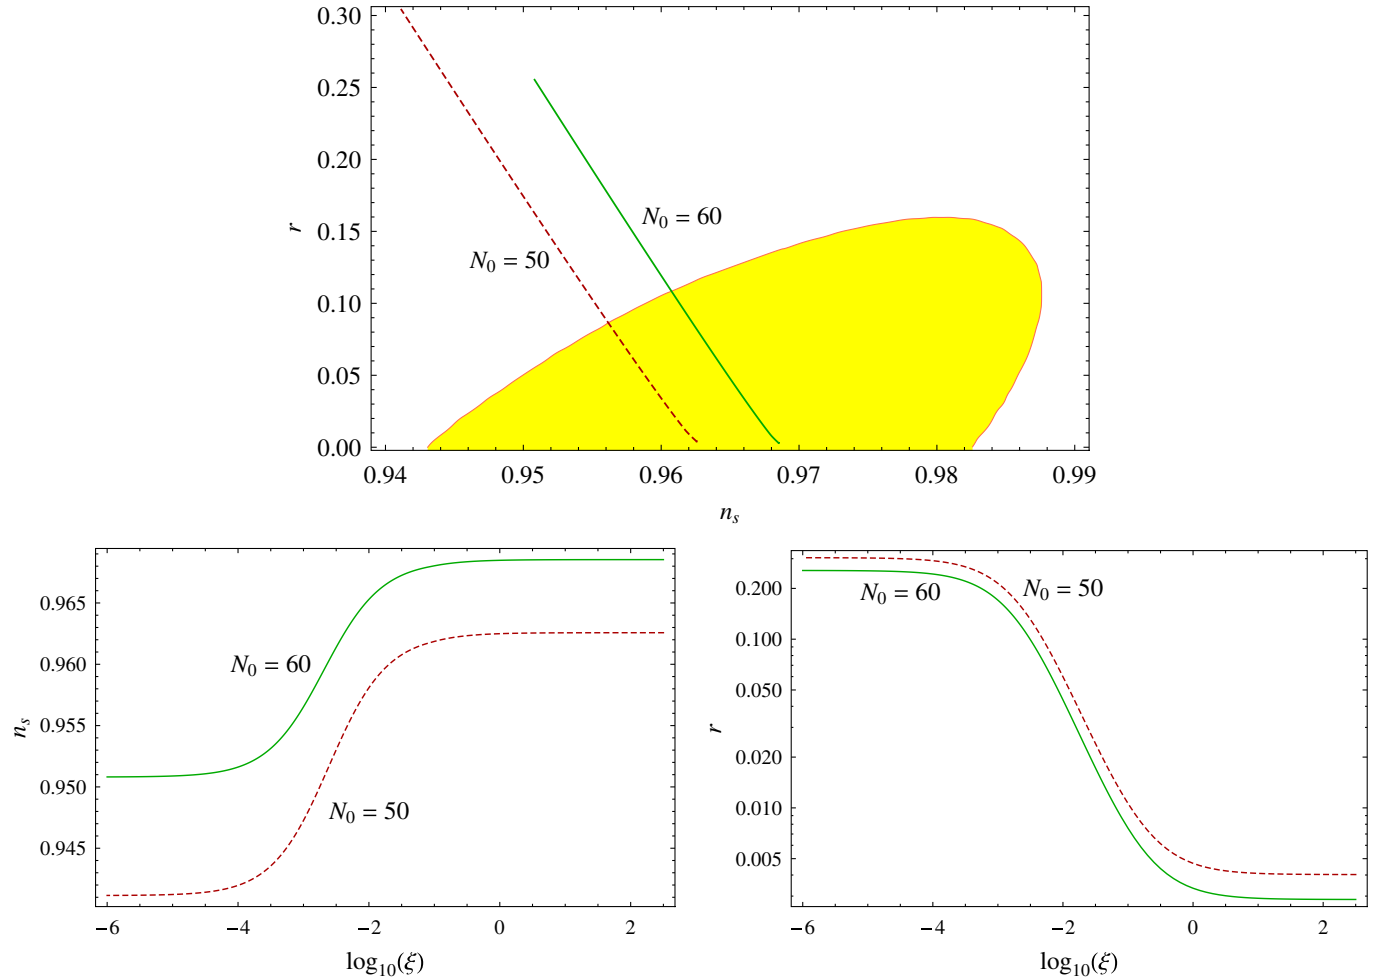 0.30
0.25
0.20
0.15
0.10
0.05
0.00
r
N₀ = 60
N₀ = 50
0.94 0.95 0.96 0.97 0.98 0.99
nₛ
0.965
0.960
0.955
0.950
0.945
nₛ
N₀ = 60
N₀ = 50
−6 −4 −2 0 2
log₁₀(ξ)
0.200
0.100
0.050
0.020
0.010
0.005
r
N₀ = 60
N₀ = 50
−6 −4 −2 0 2
log₁₀(ξ)